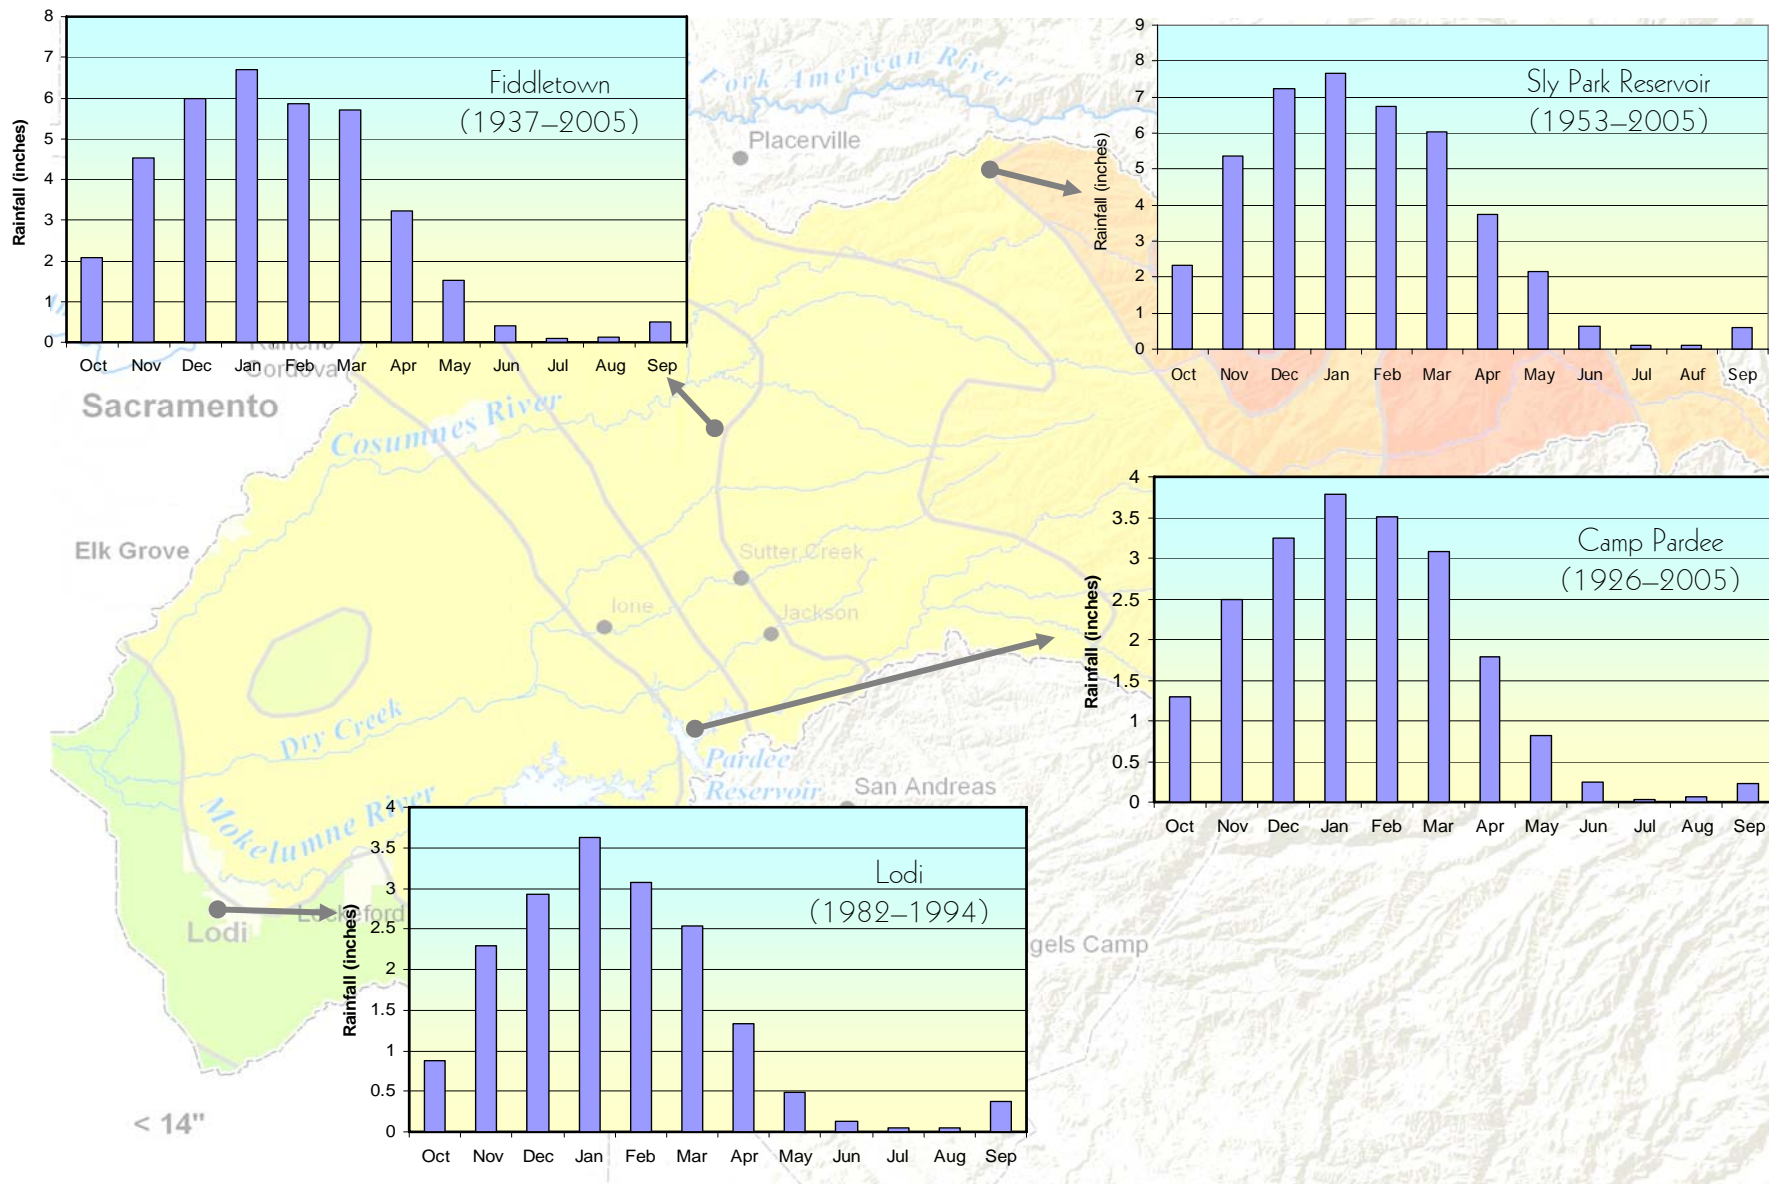 8
7
6
5
4
3
2
1
0
Rainfall (inches)
Fiddletown
(1937–2005)
Oct Nov Dec Jan Feb Mar Apr May Jun Jul Aug Sep
9
8
7
6
5
4
3
2
1
0
Rainfall (inches)
Sly Park Reservoir
(1953–2005)
Oct Nov Dec Jan Feb Mar Apr May Jun Jul Auf Sep
Fork American River
Placerville
Cordova
Sacramento
Cosumnes River
Elk Grove
Sutter Creek
Ione
Jackson
4
3.5
3
2.5
2
1.5
1
0.5
0
Rainfall (inches)
Camp Pardee
(1926–2005)
Oct Nov Dec Jan Feb Mar Apr May Jun Jul Aug Sep
Dry Creek
Pardee
Reservoir
San Andreas
Mokelumne River
Lockeford
Lodi
gels Camp
4
3.5
3
2.5
2
1.5
1
0.5
0
Rainfall (inches)
Lodi
(1982–1994)
Oct Nov Dec Jan Feb Mar Apr May Jun Jul Aug Sep
< 14"